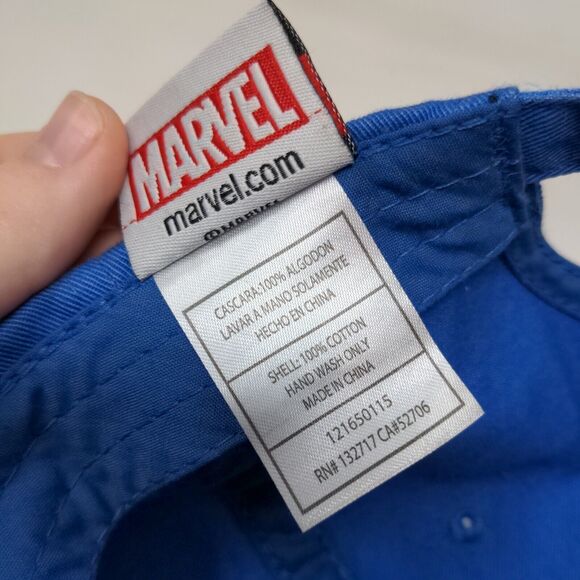 MARVEL
marvel.com
©MARVEL
CASCARA:100% ALGODON
LAVAR A MANO SOLAMENTE
HECHO EN CHINA
SHELL: 100% COTTON
HAND WASH ONLY
MADE IN CHINA
121650115
RN# 132717 CA#52706